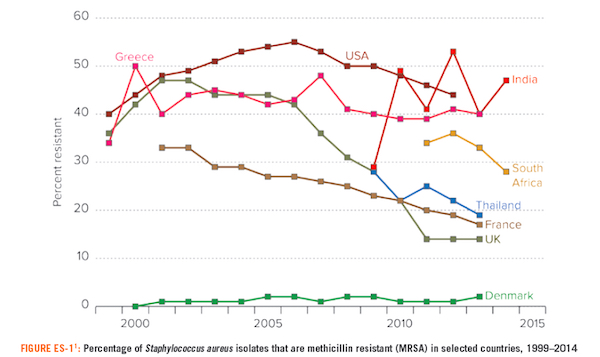 60
50
40
30
20
10
0
Percent resistant
Greece
USA
India
South
Africa
Thailand
France
UK
Denmark
2000 2005 2010 2015
FIGURE ES-1¹: Percentage of Staphylococcus aureus isolates that are methicillin resistant (MRSA) in selected countries, 1999–2014